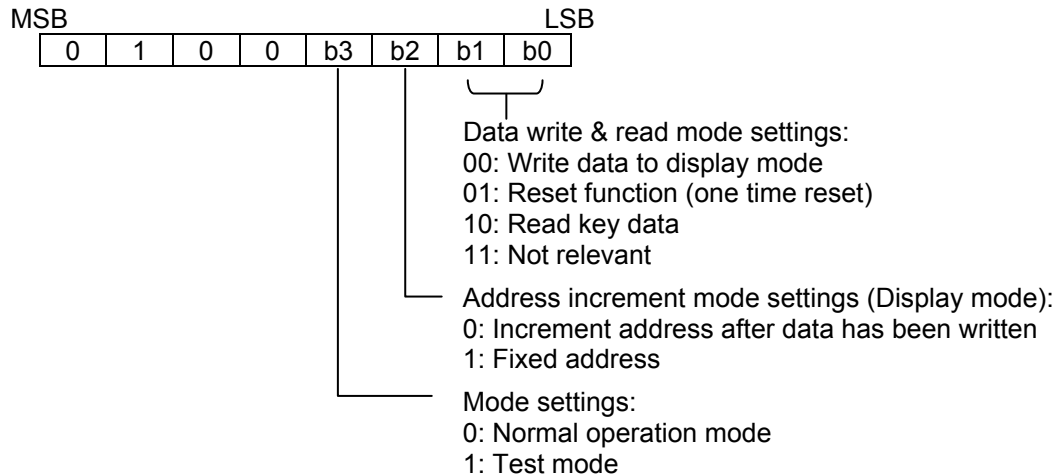 MSB LSB
0 1 0 0 b3 b2 b1 b0
Data write & read mode settings:
00: Write data to display mode
01: Reset function (one time reset)
10: Read key data
11: Not relevant
Address increment mode settings (Display mode):
0: Increment address after data has been written
1: Fixed address
Mode settings:
0: Normal operation mode
1: Test mode